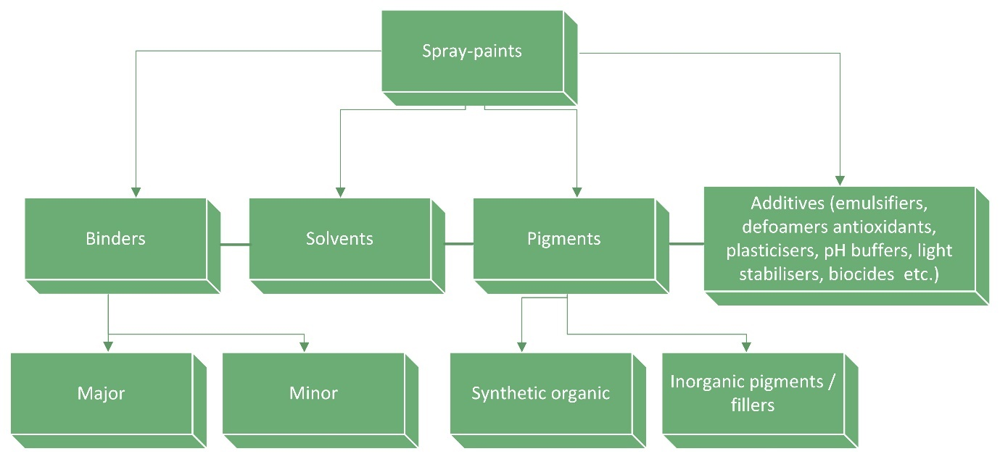 Spray-paints
Binders
Solvents
Pigments
Additives (emulsifiers,
defoamers antioxidants,
plasticisers, pH buffers, light
stabilisers, biocides  etc.)
Major
Minor
Synthetic organic
Inorganic pigments /
fillers